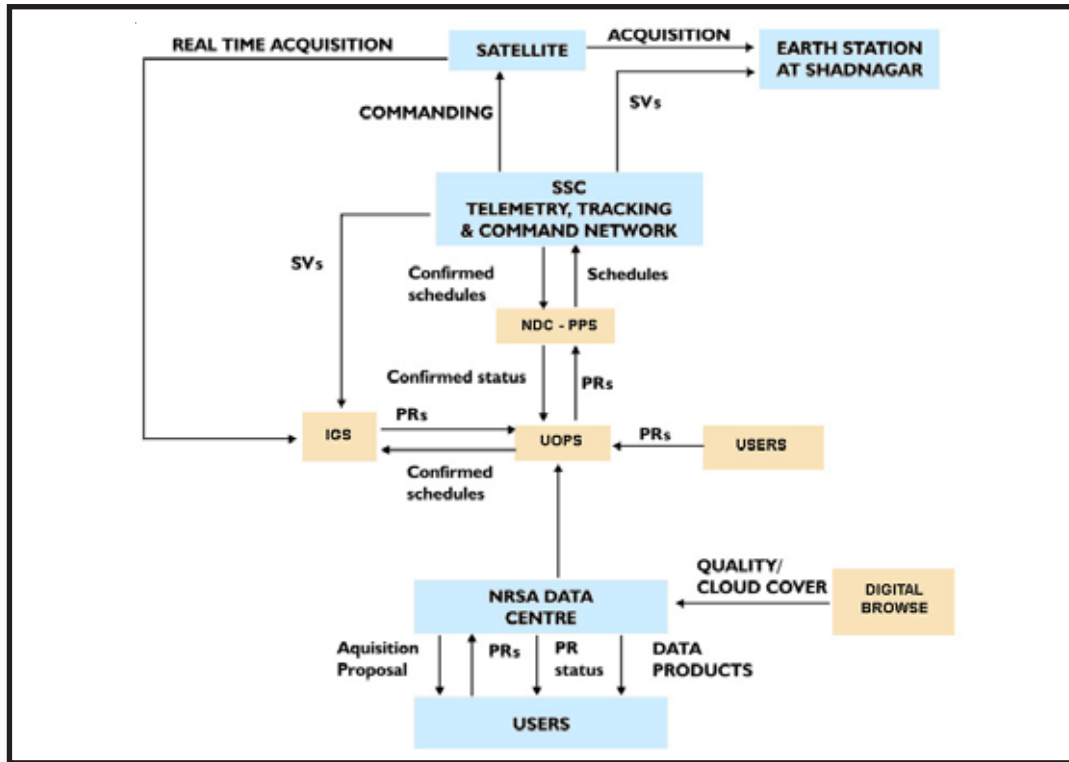 REAL TIME ACQUISITION
SATELLITE
ACQUISITION
EARTH STATION
AT SHADNAGAR
COMMANDING
SVs
SSC
TELEMETRY, TRACKING
& COMMAND NETWORK
SVs
Confirmed
schedules
Schedules
NDC - PPS
Confirmed status
PRs
IGS
PRs
UOPS
PRs
USERS
Confirmed
schedules
QUALITY/
CLOUD COVER
DIGITAL
BROWSE
NRSA DATA
CENTRE
Aquisition
Proposal
PRs
PR
status
DATA
PRODUCTS
USERS